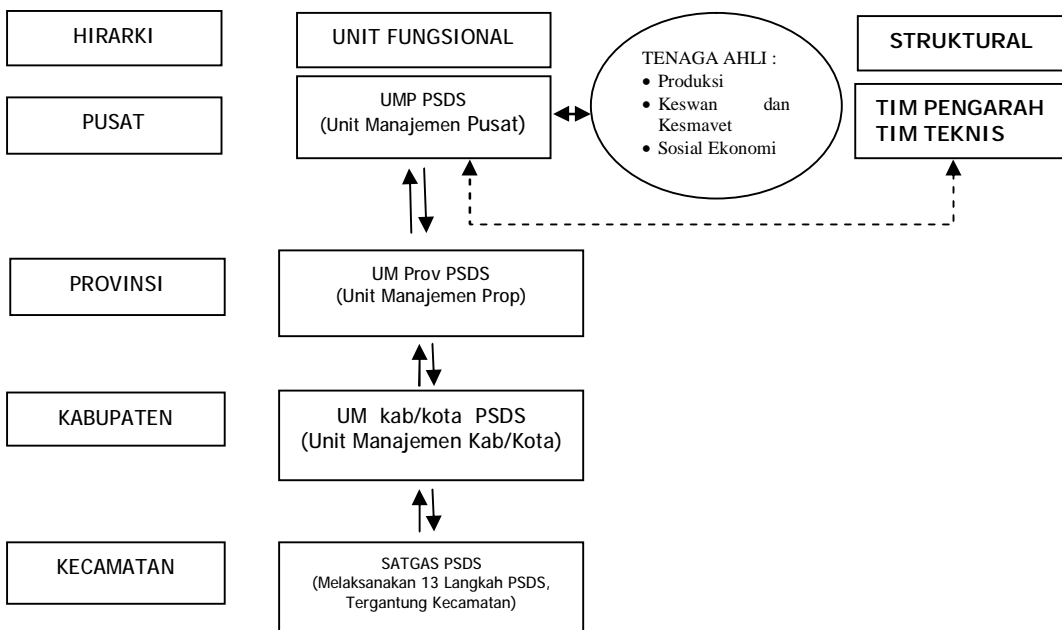 HIRARKI
UNIT FUNGSIONAL
STRUKTURAL
TENAGA AHLI :
• Produksi
• Keswan dan
Kesmavet
• Sosial Ekonomi
PUSAT
UMP PSDS
(Unit Manajemen Pusat)
TIM PENGARAH
TIM TEKNIS
PROVINSI
UM Prov PSDS
(Unit Manajemen Prop)
KABUPATEN
UM kab/kota PSDS
(Unit Manajemen Kab/Kota)
KECAMATAN
SATGAS PSDS
(Melaksanakan 13 Langkah PSDS,
Tergantung Kecamatan)